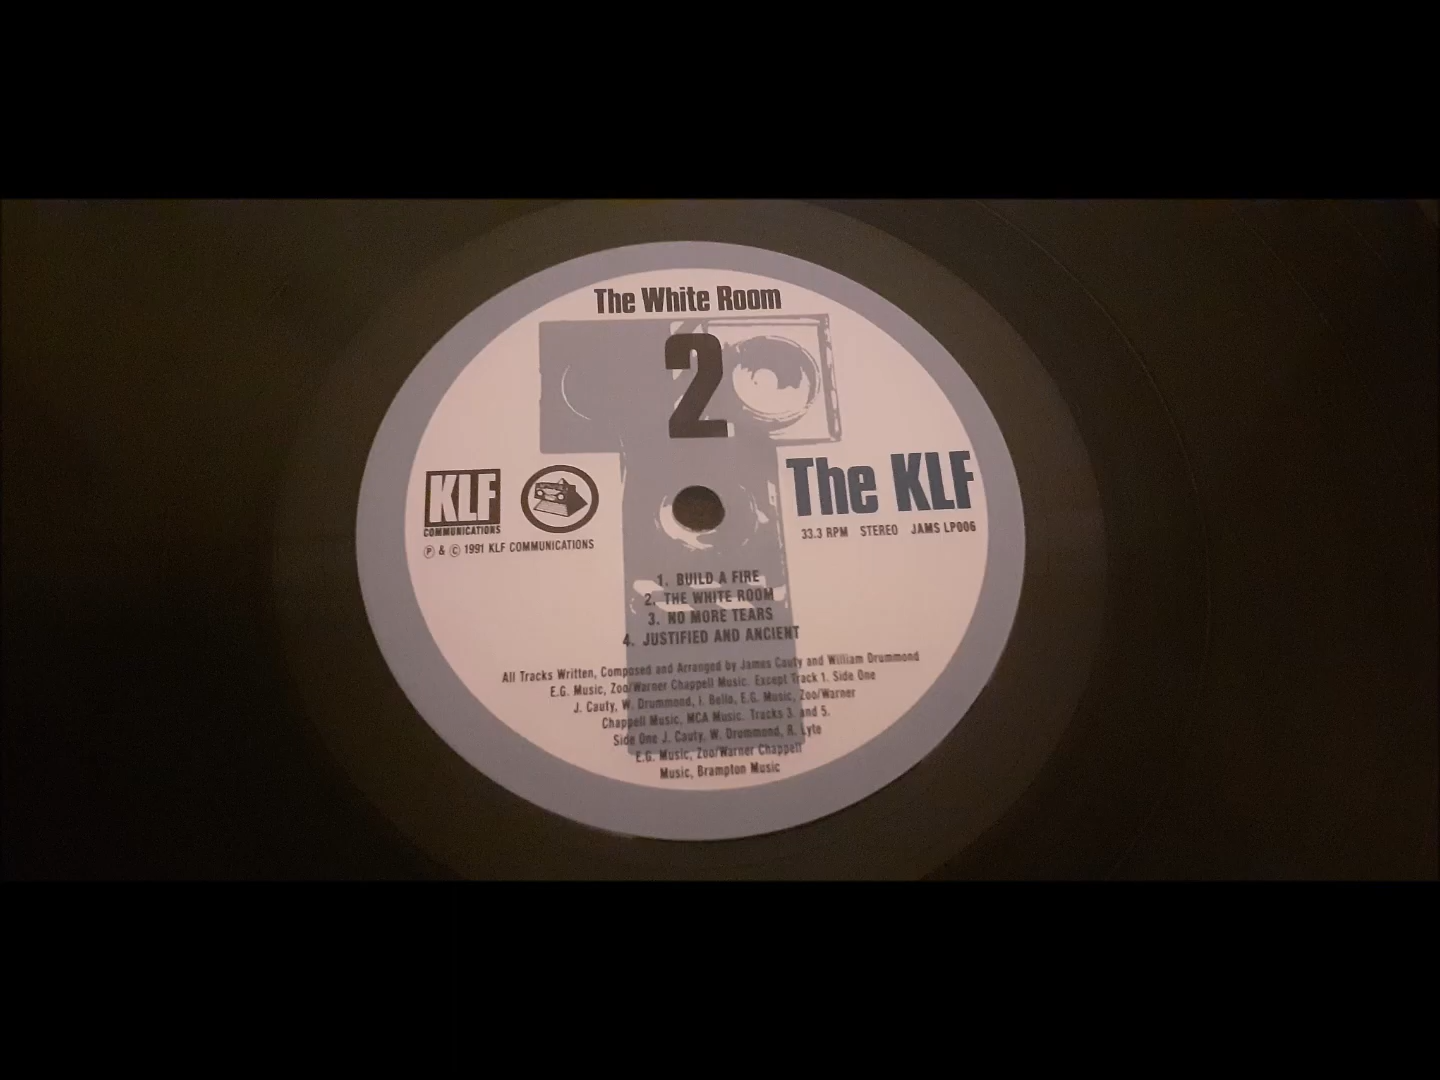 The White Room
2
The KLF
33.3 RPM STEREO JAMS LP006
KLF
COMMUNICATIONS
Ⓟ & Ⓒ 1991 KLF COMMUNICATIONS
1. BUILD A FIRE
2. THE WHITE ROOM
3. NO MORE TEARS
4. JUSTIFIED AND ANCIENT
All Tracks Written, Composed and Arranged by James Cauty and William Drummond
E.G. Music, Zoo/Warner Chappell Music. Except Track 1. Side One
J. Cauty, W. Drummond, I. Bello, E.G. Music, Zoo/Warner
Chappell Music, MCA Music. Tracks 3. and 5.
Side One J. Cauty, W. Drummond, R. Lyte
E.G. Music, Zoo/Warner Chappell
Music, Brampton Music